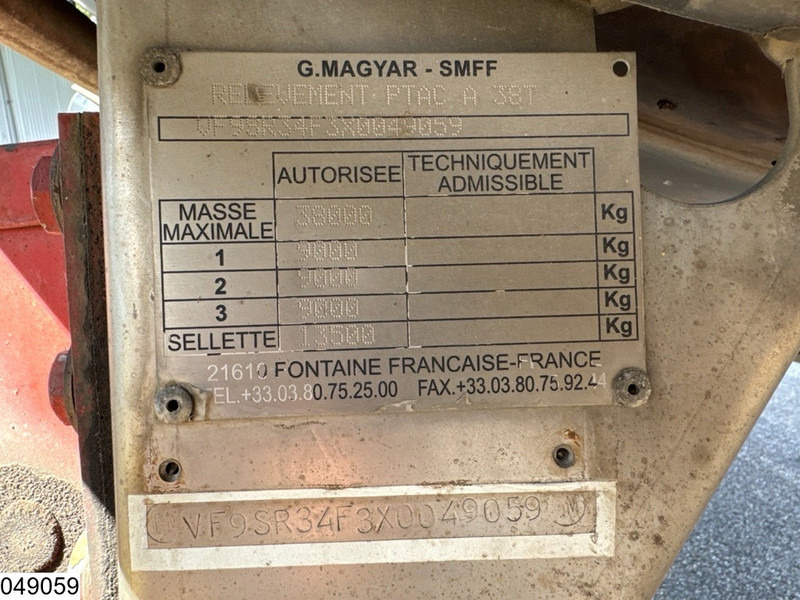 G.MAGYAR - SMFF
RELEVEMENT PTAC A 38T
VF9SR34F3X0049059
AUTORISEE TECHNIQUEMENT ADMISSIBLE
MASSE MAXIMALE 38000 Kg
1 9000 Kg
2 9000 Kg
3 9000 Kg
SELLETTE 13500 Kg
21610 FONTAINE FRANCAISE-FRANCE
TEL.+33.03.80.75.25.00 FAX.+33.03.80.75.92.44
VF9SR34F3X0049059
049059